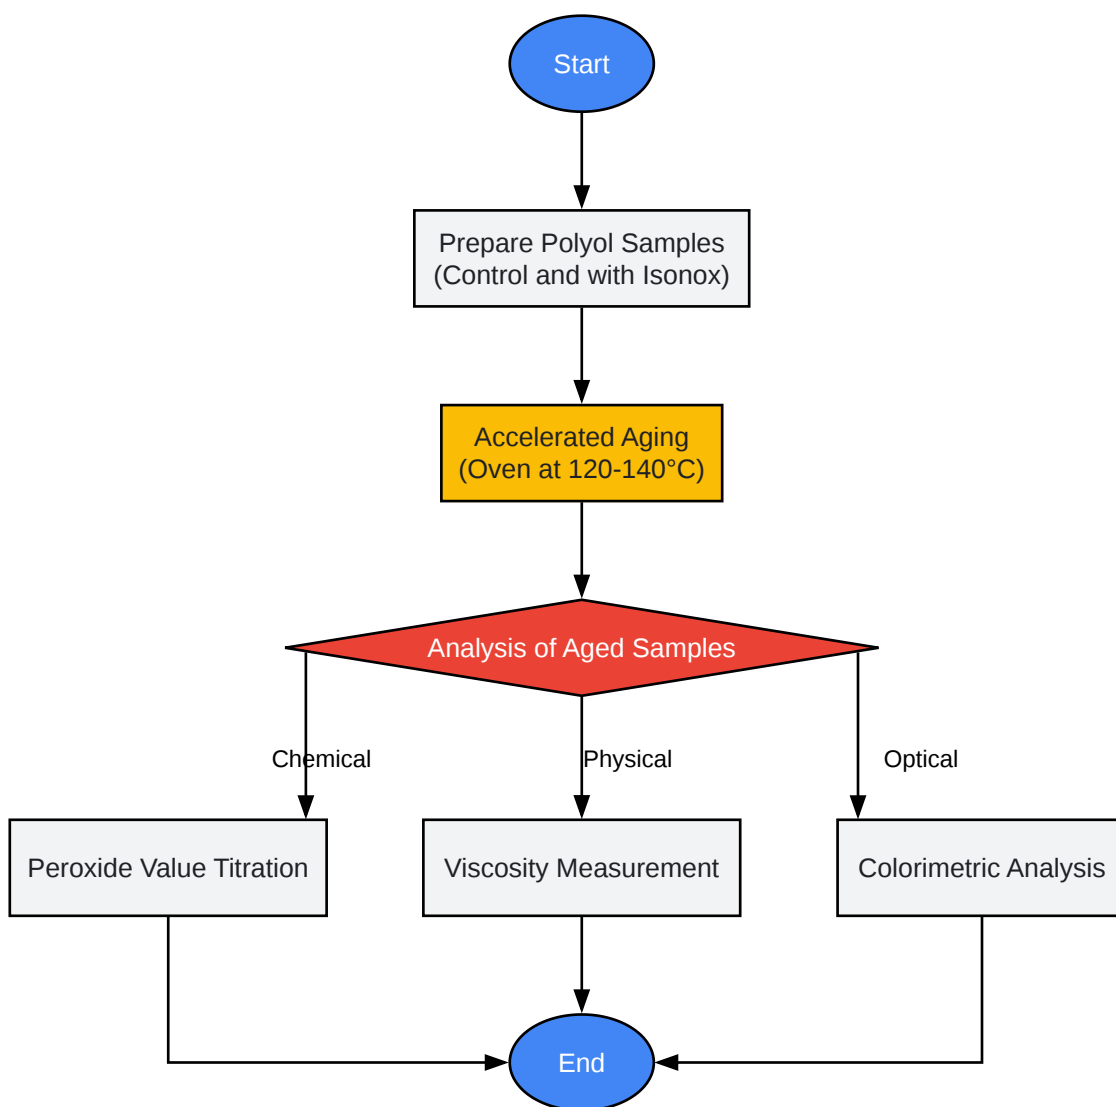 Start
Prepare Polyol Samples
(Control and with Isonox)
Accelerated Aging
(Oven at 120-140°C)
Analysis of Aged Samples
Chemical
Physical
Optical
Peroxide Value Titration
Viscosity Measurement
Colorimetric Analysis
End